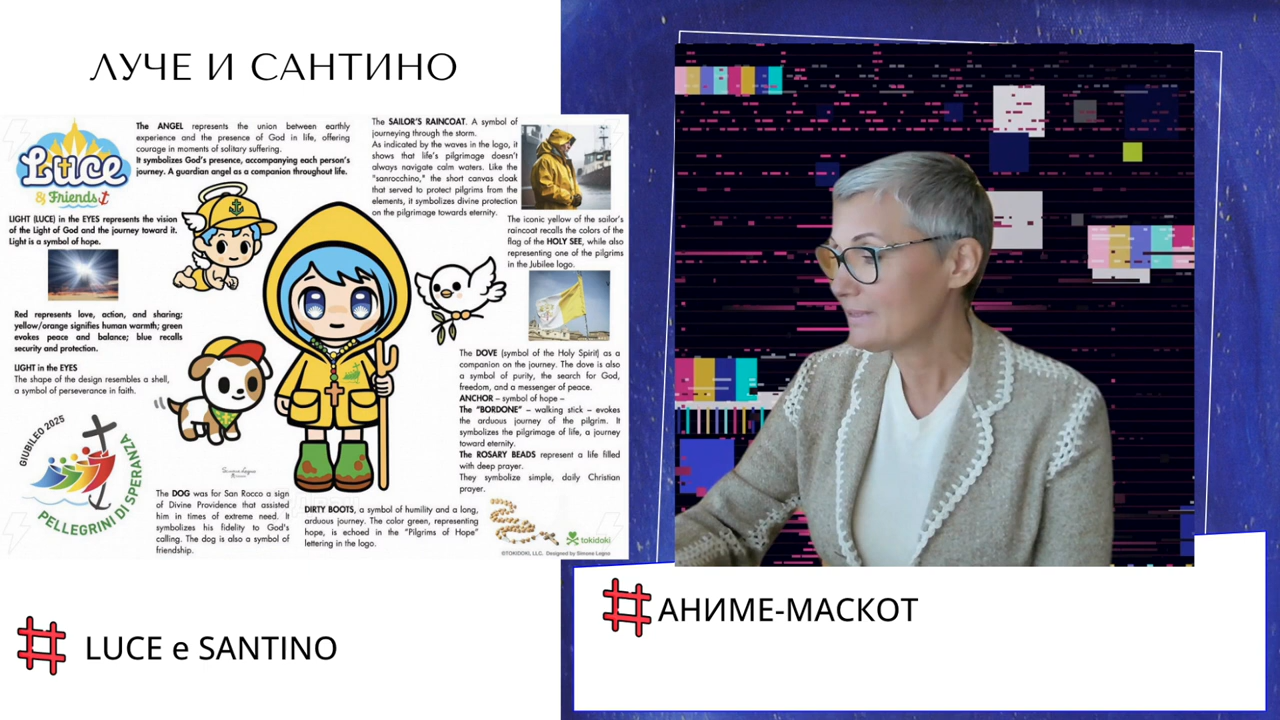 ЛУЧЕ И САНТИНО
Luce
& Friends
The ANGEL represents the union between earthly
experience and the presence of God in life, offering
courage in moments of solitary suffering.
It symbolizes God's presence, accompanying each person's
journey. A guardian angel as a companion throughout life.
LIGHT (LUCE) in the EYES represents the vision
of the Light of God and the journey toward it.
Light is a symbol of hope.
Red represents love, action, and sharing;
yellow/orange signifies human warmth; green
evokes peace and balance; blue recalls
security and protection.
LIGHT in the EYES
The shape of the design resembles a shell,
a symbol of perseverance in faith.
GIUBILEO 2025
PELLEGRINI DI SPERANZA
The DOG was for San Rocco a sign
of Divine Providence that assisted
him in times of extreme need. It
symbolizes his fidelity to God's
calling. The dog is also a symbol of
friendship.
DIRTY BOOTS, a symbol of humility and a long,
arduous journey. The color green, representing
hope, is echoed in the "Pilgrims of Hope"
lettering in the logo.
The SAILOR'S RAINCOAT. A symbol of
journeying through the storm.
As indicated by the waves in the logo, it
shows that life's pilgrimage doesn't
always navigate calm waters. Like the
"sanrocchino," the short canvas cloak
that served to protect pilgrims from the
elements, it symbolizes divine protection
on the pilgrimage towards eternity.
The iconic yellow of the sailor's
raincoat recalls the colors of the
flag of the HOLY SEE, while also
representing one of the pilgrims
in the Jubilee logo.
The DOVE (symbol of the Holy Spirit) as a
companion on the journey. The dove is also
a symbol of purity, the search for God,
freedom, and a messenger of peace.
ANCHOR – symbol of hope –
The "BORDONE" – walking stick – evokes
the arduous journey of the pilgrim. It
symbolizes the pilgrimage of life, a journey
toward eternity.
The ROSARY BEADS represent a life filled
with deep prayer.
They symbolize simple, daily Christian
prayer.
tokidoki
©TOKIDOKI, LLC. Designed by Simone Legno
# LUCE e SANTINO
# АНИМЕ-МАСКОТ